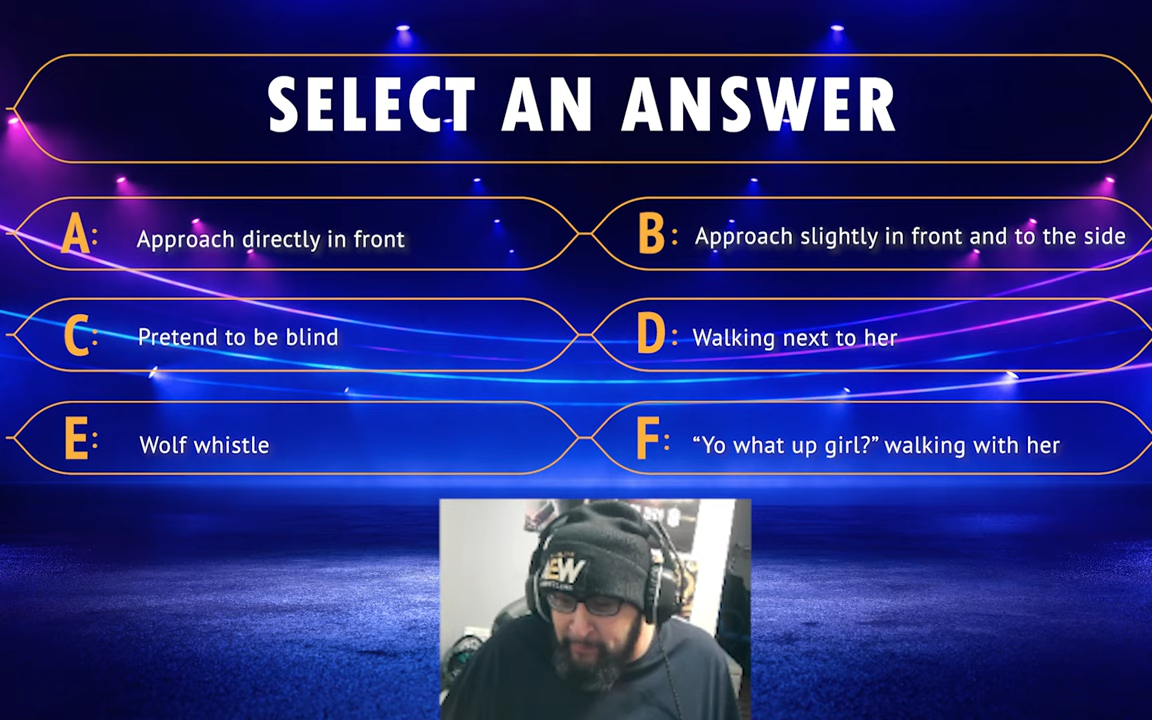 SELECT AN ANSWER
A: Approach directly in front
B: Approach slightly in front and to the side
C: Pretend to be blind
D: Walking next to her
E: Wolf whistle
F: “Yo what up girl?” walking with her
EW